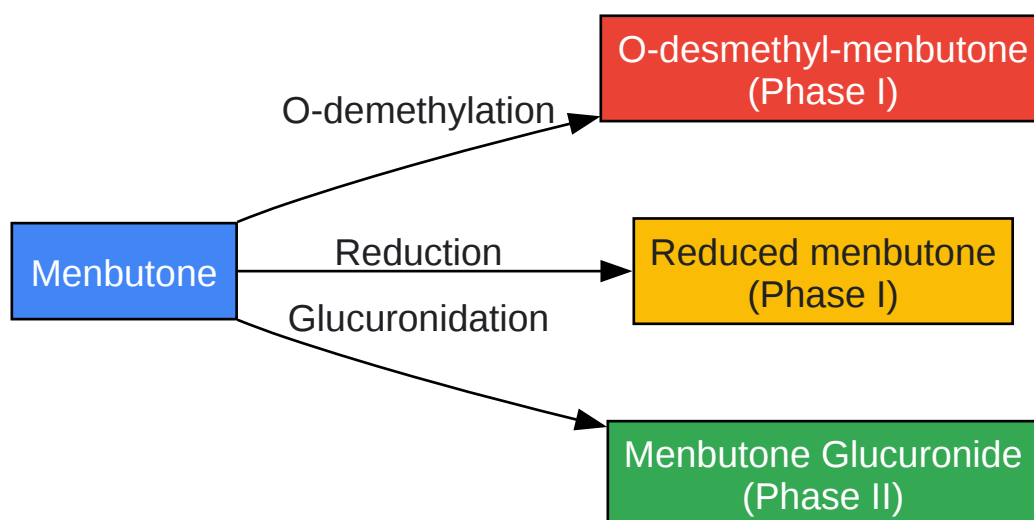 O-desmethyl-menbutone
(Phase I)
O-demethylation
Menbutone
Reduction
Reduced menbutone
(Phase I)
Glucuronidation
Menbutone Glucuronide
(Phase II)